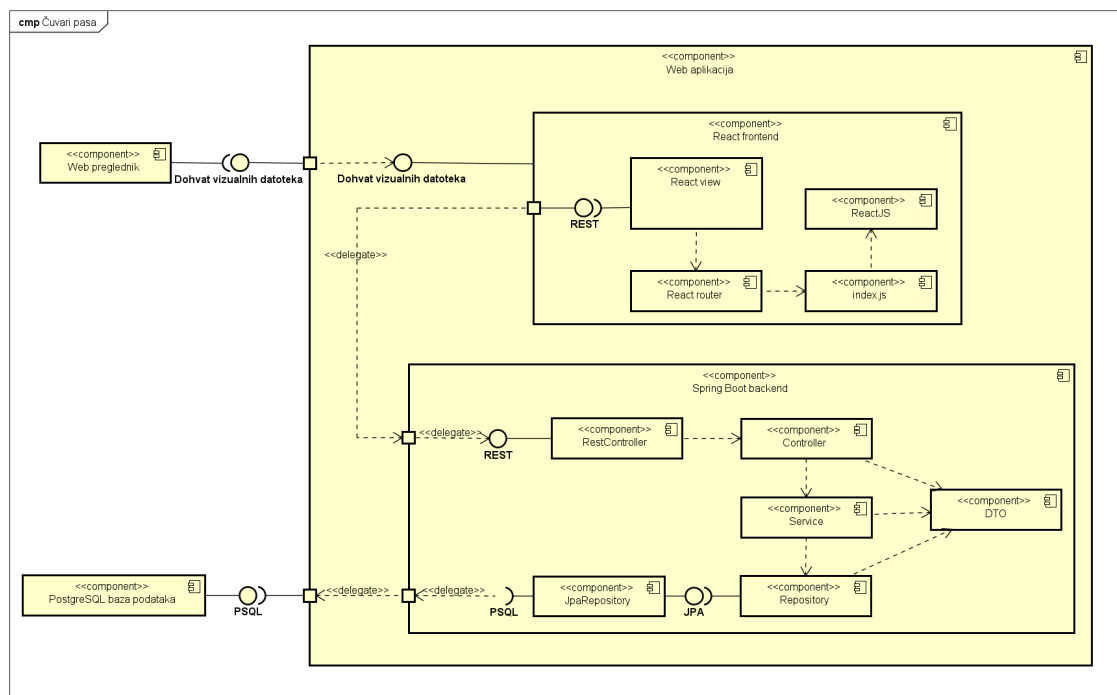 cmp Čuvari pasa
<<component>>
Web aplikacija
<<component>>
React frontend
<<component>>
Web preglednik
Dohvat vizualnih datoteka
Dohvat vizualnih datoteka
<<component>>
React view
<<component>>
ReactJS
REST
<<delegate>>
<<component>>
React router
<<component>>
index.js
<<component>>
Spring Boot backend
<<delegate>>
REST
<<component>>
RestController
<<component>>
Controller
<<component>>
Service
<<component>>
DTO
<<component>>
PostgreSQL baza podataka
PSQL
<<delegate>>
<<delegate>>
PSQL
<<component>>
JpaRepository
JPA
<<component>>
Repository